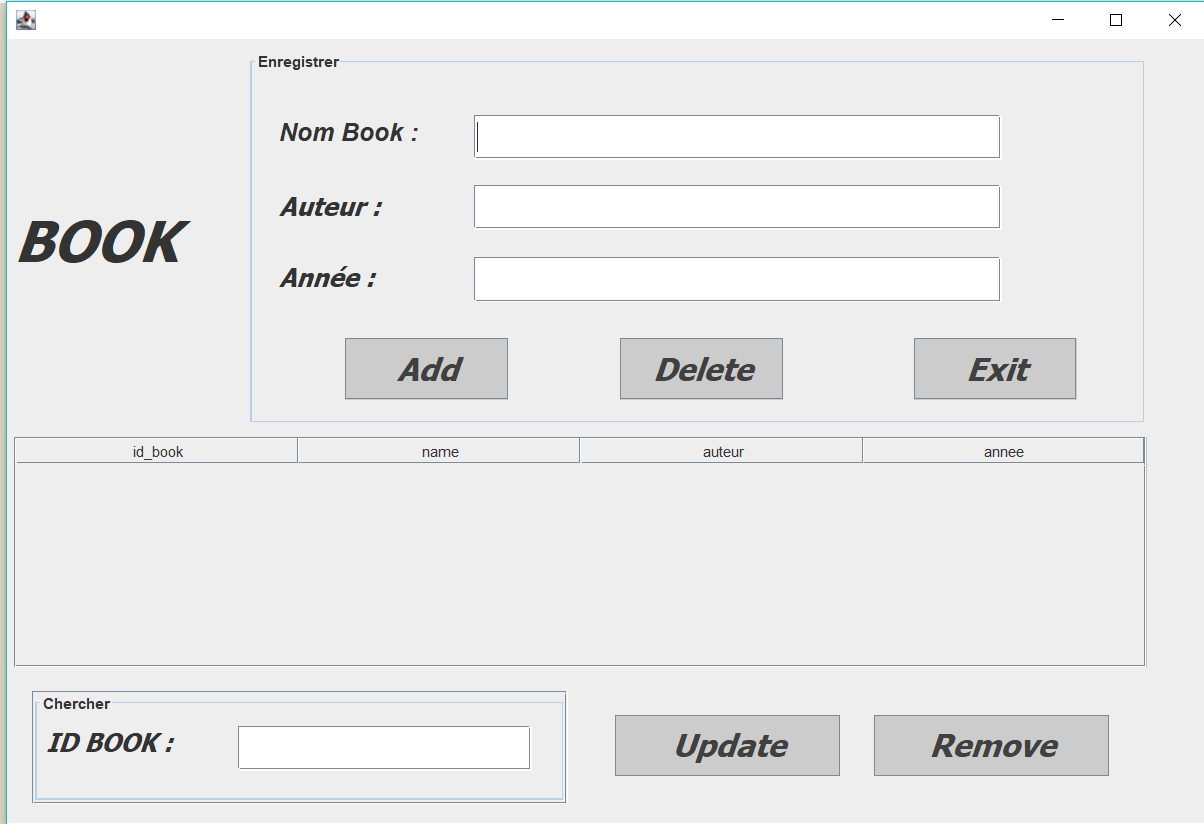 Enregistrer
Nom Book :
Auteur :
BOOK
Année :
Add Delete Exit
id_book name auteur annee
Chercher
ID BOOK :
Update Remove